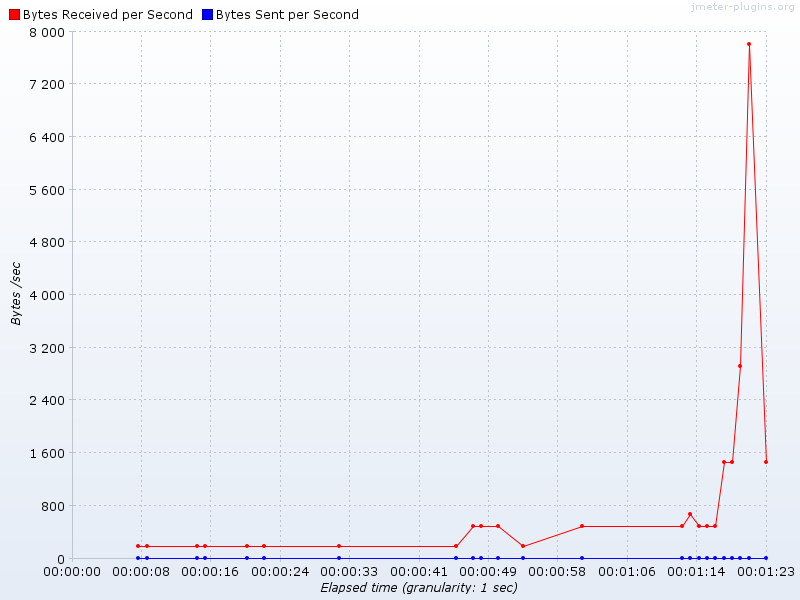 jmeter-plugins.org
Bytes Received per Second Bytes Sent per Second
8 000
7 200
6 400
5 600
4 800
4 000
3 200
2 400
1 600
800
0
Bytes /sec
00:00:00 00:00:08 00:00:16 00:00:24 00:00:33 00:00:41 00:00:49 00:00:58 00:01:06 00:01:14 00:01:23
Elapsed time (granularity: 1 sec)